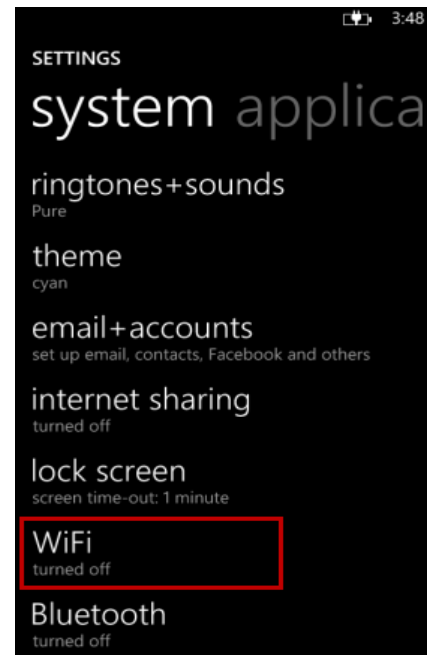 3:48
SETTINGS
system applica
ringtones+sounds
Pure
theme
cyan
email+accounts
set up email, contacts, Facebook and others
internet sharing
turned off
lock screen
screen time-out: 1 minute
WiFi
turned off
Bluetooth
turned off